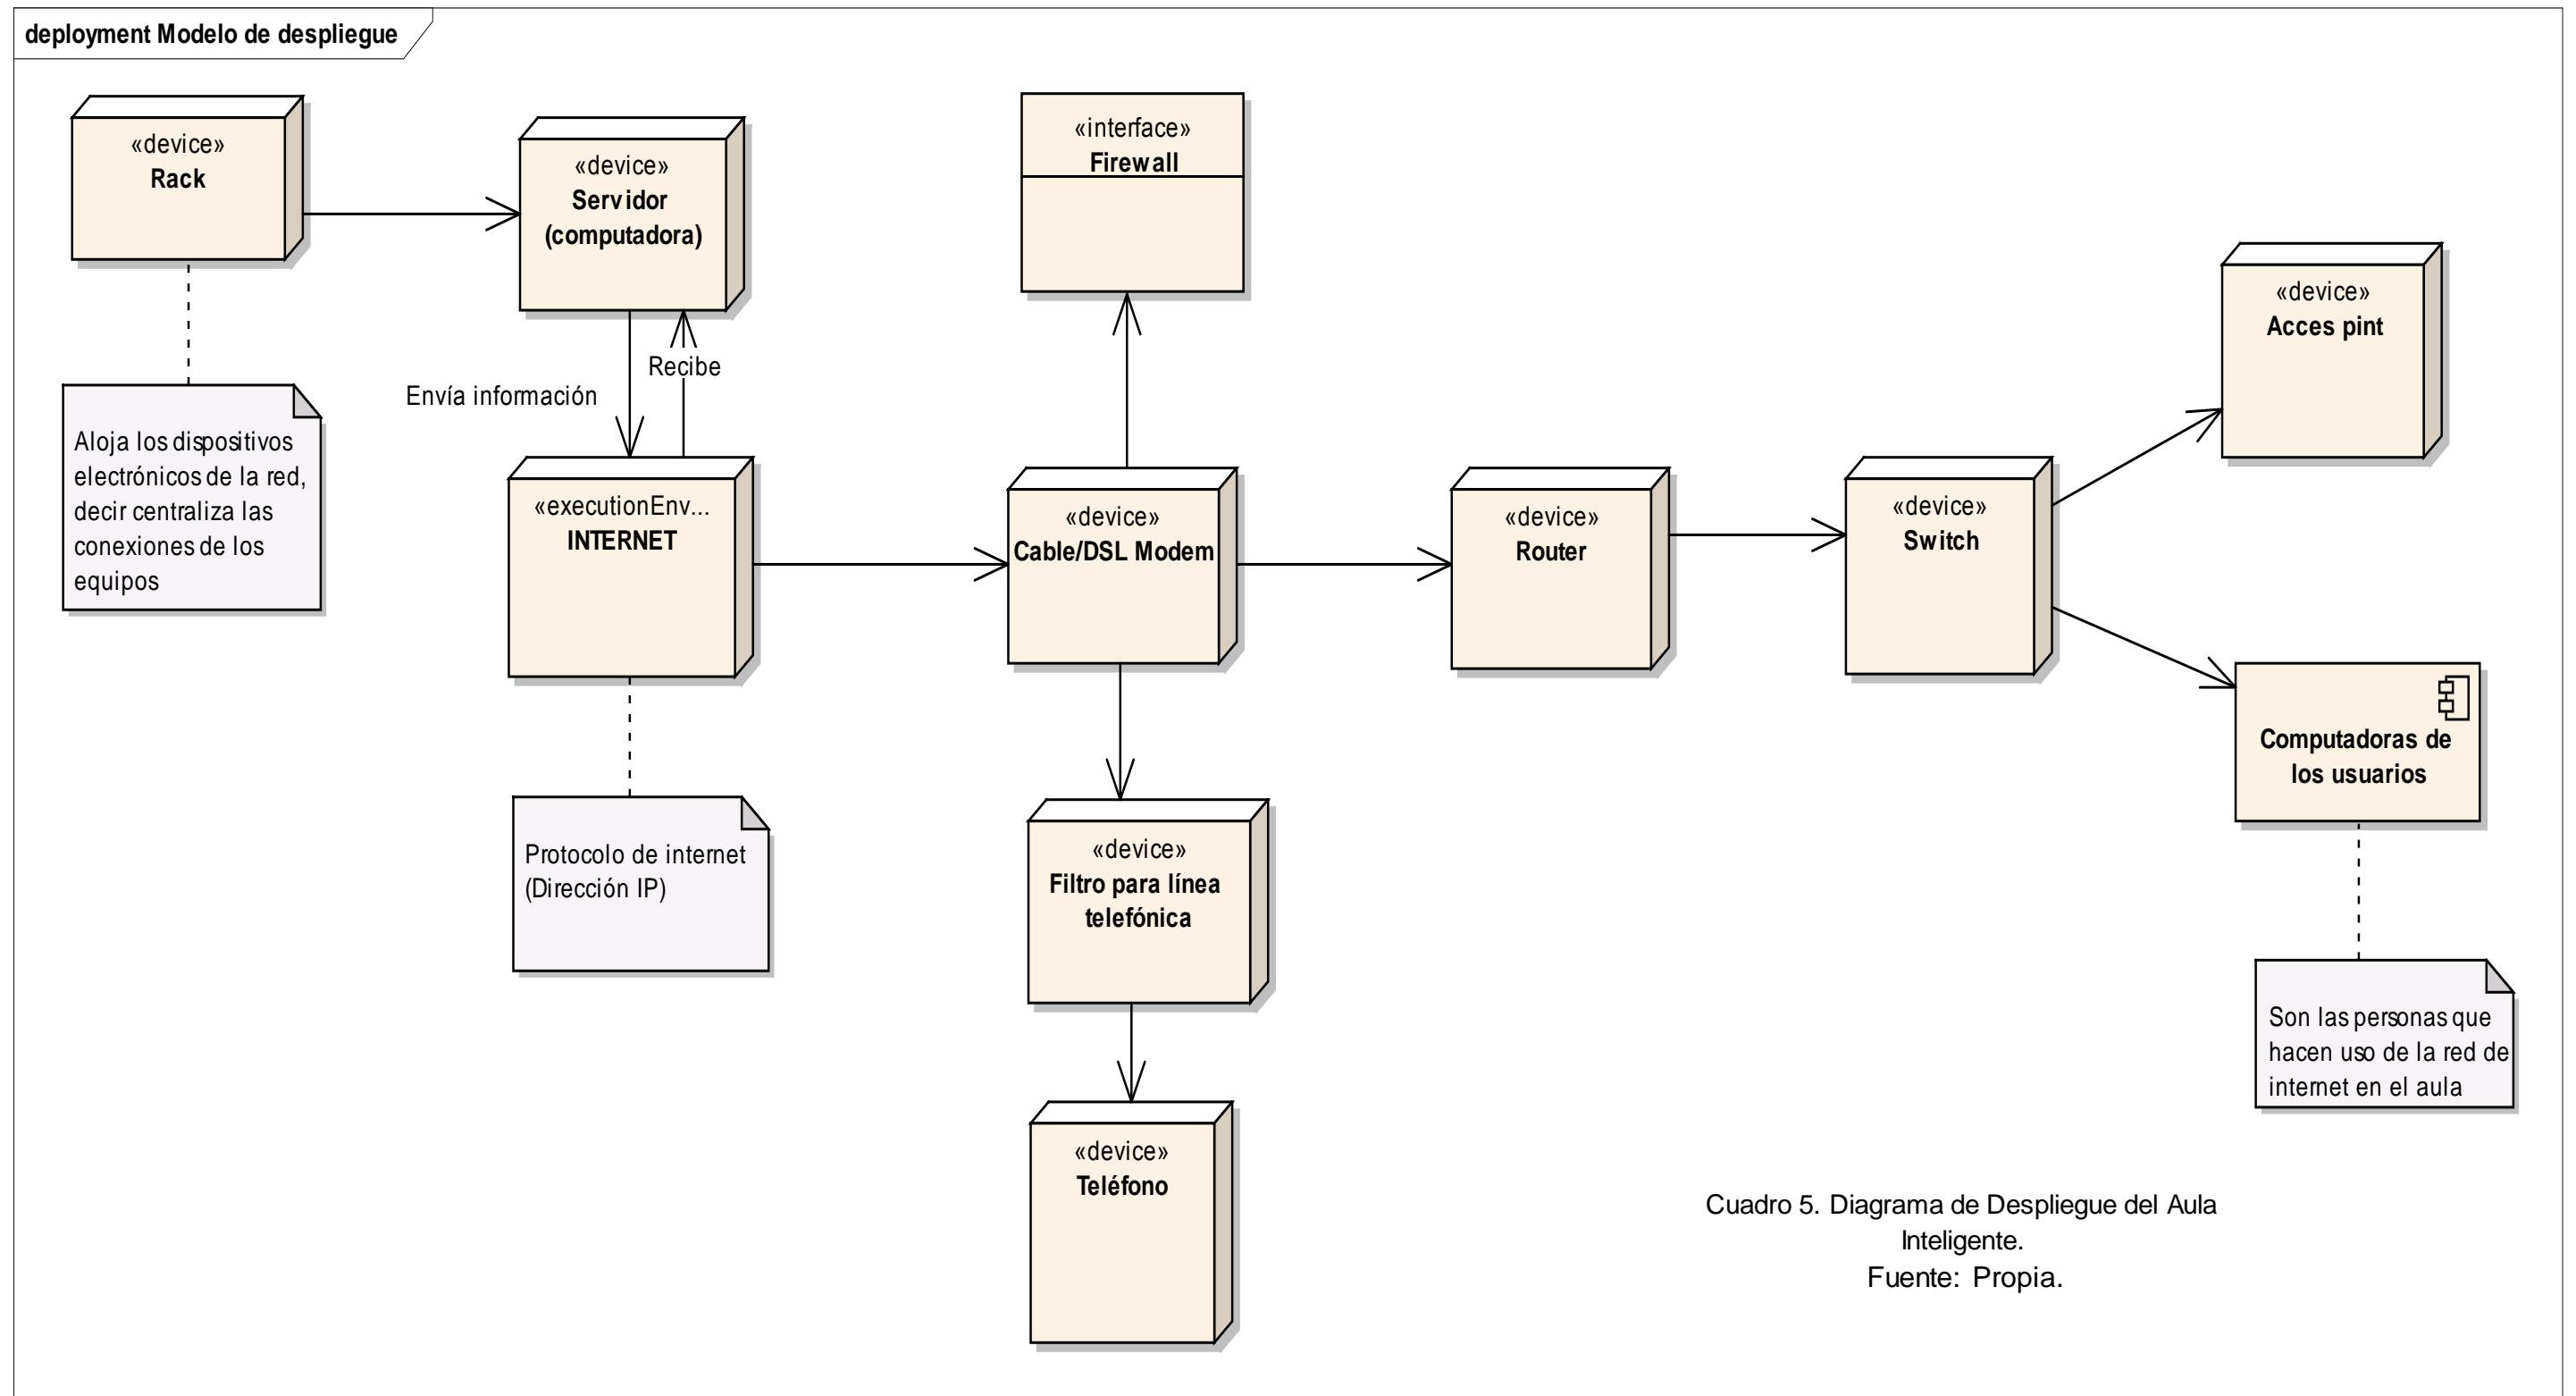 deployment Modelo de despliegue
«device»
Rack
«device»
Servidor
(computadora)
«interface»
Firewall
«device»
Acces pint
Recibe
Envía información
Aloja los dispositivos
electrónicos de la red,
decir centraliza las
conexiones de los
equipos
«executionEnv...
INTERNET
«device»
Cable/DSL Modem
«device»
Router
«device»
Switch
Computadoras de
los usuarios
Protocolo de internet
(Dirección IP)
«device»
Filtro para línea
telefónica
Son las personas que
hacen uso de la red de
internet en el aula
«device»
Teléfono
Cuadro 5. Diagrama de Despliegue del Aula
Inteligente.
Fuente: Propia.